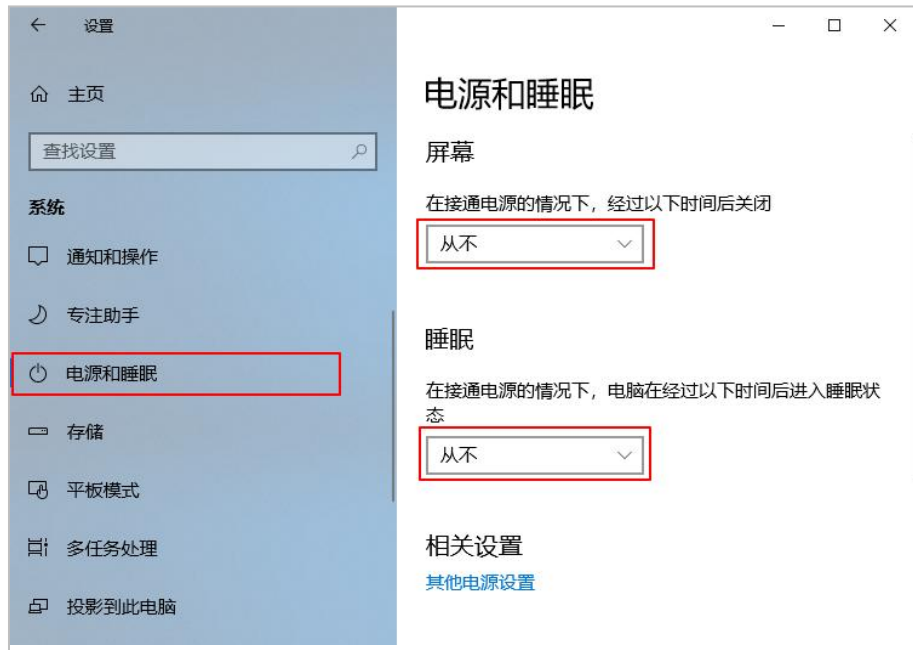 设置
主页
查找设置
系统
通知和操作
专注助手
电源和睡眠
存储
平板模式
多任务处理
投影到此电脑
电源和睡眠
屏幕
在接通电源的情况下，经过以下时间后关闭
从不
睡眠
在接通电源的情况下，电脑在经过以下时间后进入睡眠状
态
从不
相关设置
其他电源设置